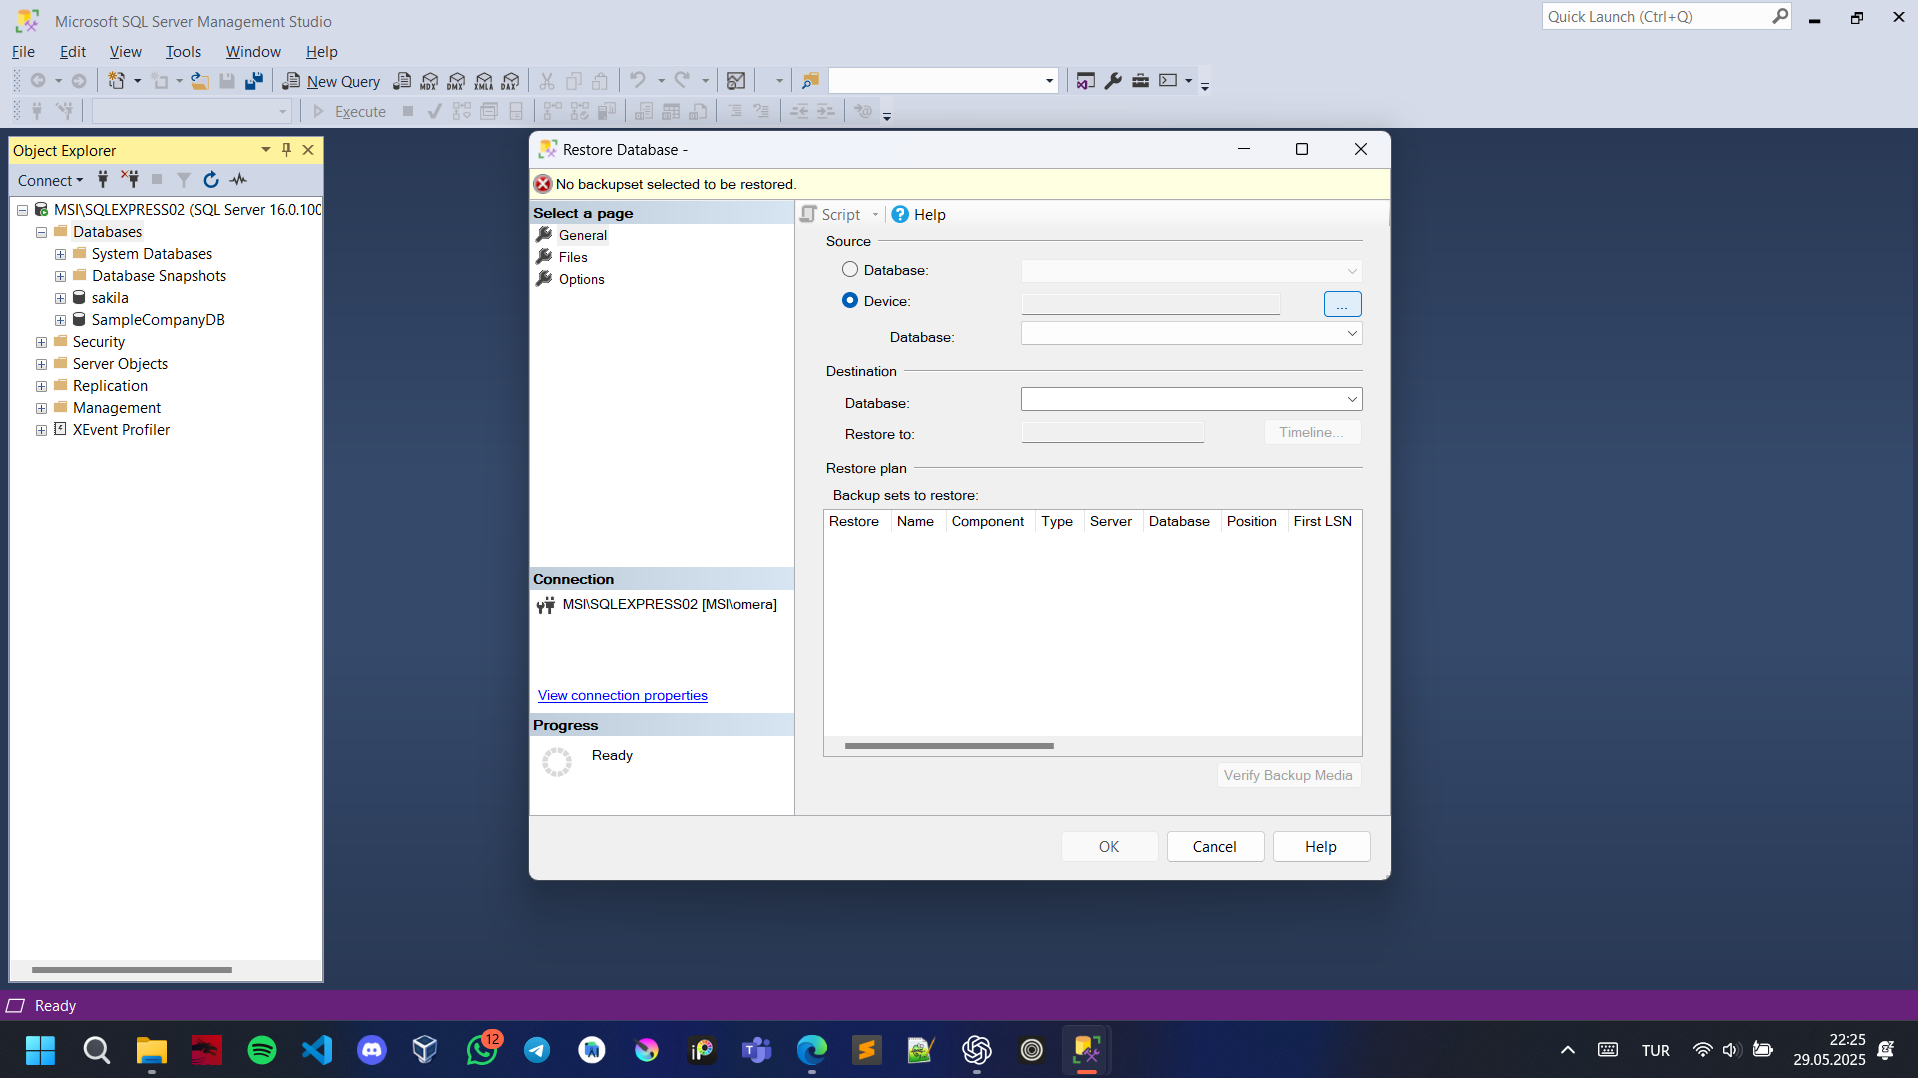 Microsoft SQL Server Management Studio
Quick Launch (Ctrl+Q)
File Edit View Tools Window Help
New Query MDX DMX XMLA DAX
Execute
Object Explorer
Connect
MSI\SQLEXPRESS02 (SQL Server 16.0.100
Databases
System Databases
Database Snapshots
sakila
SampleCompanyDB
Security
Server Objects
Replication
Management
XEvent Profiler
Restore Database -
No backupset selected to be restored.
Select a page
General
Files
Options
Connection
MSI\SQLEXPRESS02 [MSI\omera]
View connection properties
Progress
Ready
Script Help
Source
Database:
Device: ...
Database:
Destination
Database:
Restore to: Timeline...
Restore plan
Backup sets to restore:
Restore Name Component Type Server Database Position First LSN
Verify Backup Media
OK Cancel Help
Ready
12
TUR
22:25
29.05.2025